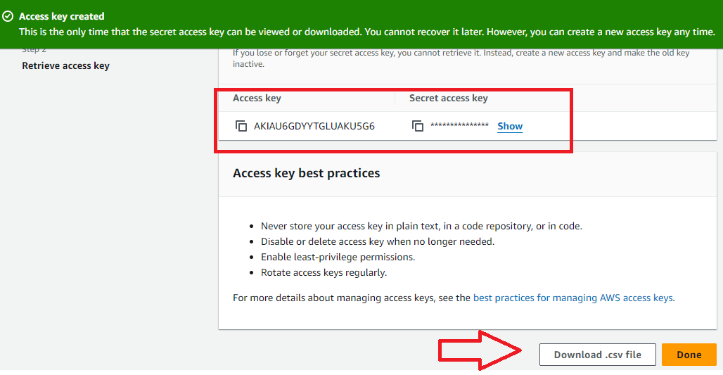 Access key created
This is the only time that the secret access key can be viewed or downloaded. You cannot recover it later. However, you can create a new access key any time.
Step 2
Retrieve access key
If you lose or forget your secret access key, you cannot retrieve it. Instead, create a new access key and make the old key
inactive.
Access key Secret access key
AKIAU6GDYYTGLUAKU5G6 *************** Show
Access key best practices
• Never store your access key in plain text, in a code repository, or in code.
• Disable or delete access key when no longer needed.
• Enable least-privilege permissions.
• Rotate access keys regularly.
For more details about managing access keys, see the best practices for managing AWS access keys.
Download .csv file Done